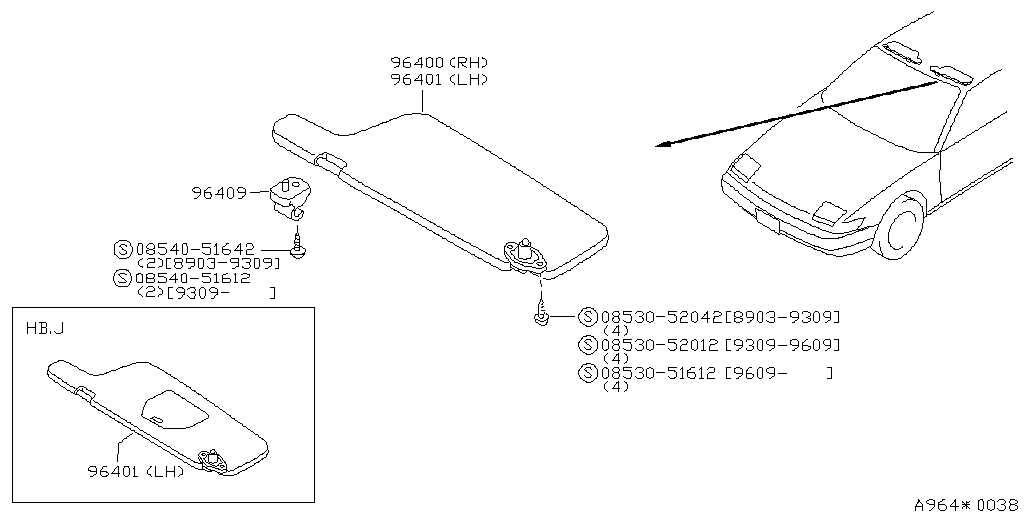 96400 (RH)
96401 (LH)
96409
Ⓢ08540-51642
(2)[8903-9309]
Ⓢ08540-51612
(2)[9309-    ]
Ⓢ08530-52042[8903-9309]
(4)
Ⓢ08530-52012 [9309-9609]
(4)
Ⓢ08530-51612 [9609-    ]
(4)
HB.J
96401 (LH)
A964* 0038